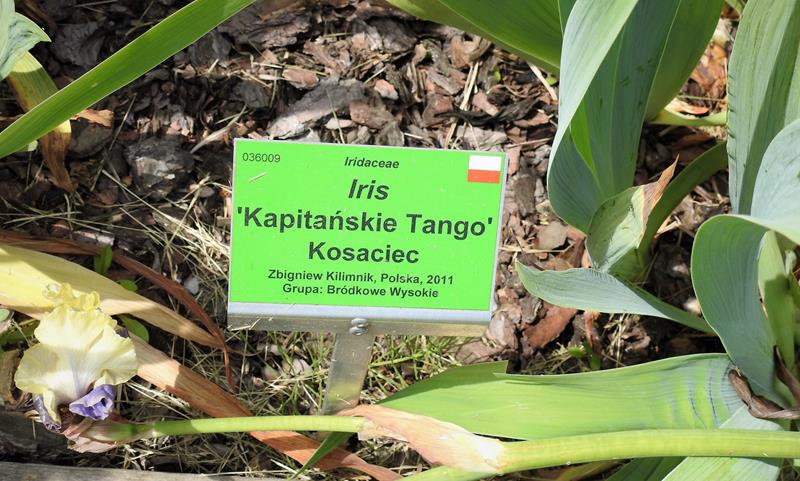 036009
Iridaceae
Iris
'Kapitańskie Tango'
Kosaciec
Zbigniew Kilimnik, Polska, 2011
Grupa: Bródkowe Wysokie